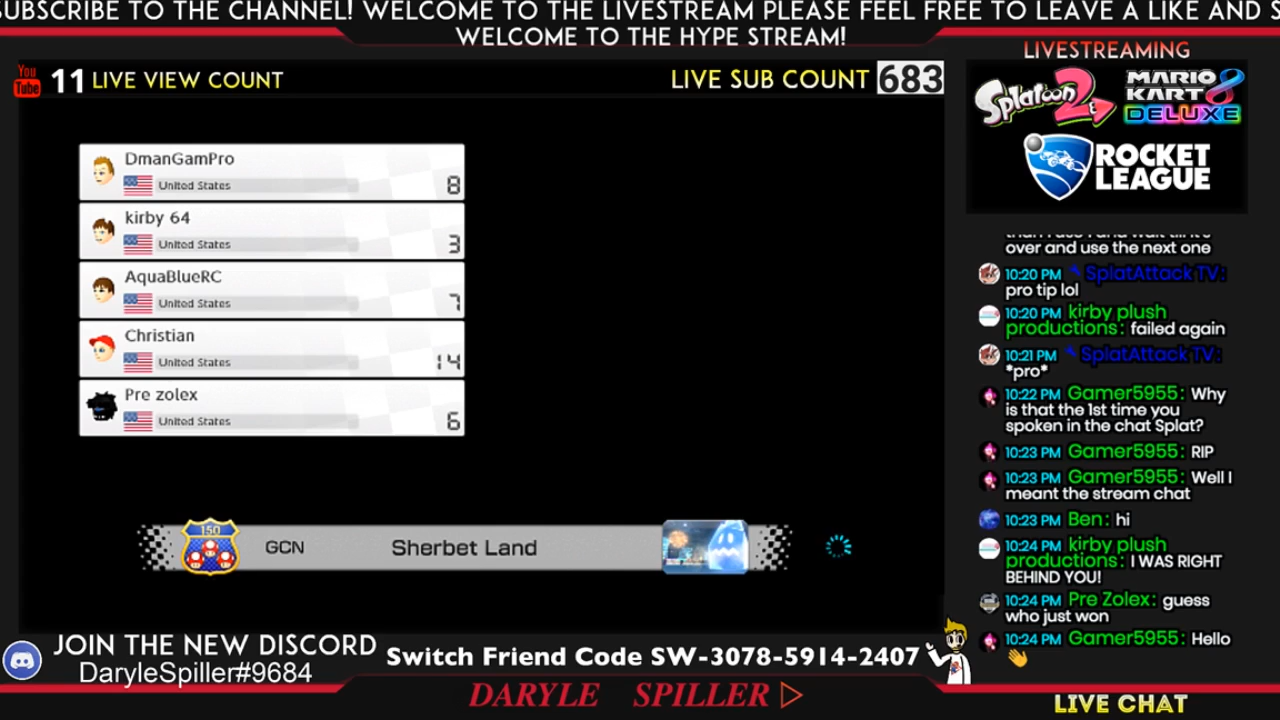 SUBSCRIBE TO THE CHANNEL! WELCOME TO THE LIVESTREAM PLEASE FEEL FREE TO LEAVE A LIKE AND S
WELCOME TO THE HYPE STREAM!
You Tube
11 LIVE VIEW COUNT
LIVE SUB COUNT 683
DmanGamPro
United States
8
kirby 64
United States
3
AquaBlueRC
United States
7
Christian
United States
14
Pre zolex
United States
6
150
GCN Sherbet Land
JOIN THE NEW DISCORD
DaryleSpiller#9684
Switch Friend Code SW-3078-5914-2407
DARYLE SPILLER
LIVESTREAMING
Splatoon 2
MARIO
KART 8
DELUXE
ROCKET
LEAGUE
over and use the next one
10:20 PM SplatAttack TV:
pro tip lol
10:20 PM kirby plush
productions: failed again
10:21 PM SplatAttack TV:
*pro*
10:22 PM Gamer5955: Why
is that the 1st time you
spoken in the chat Splat?
10:23 PM Gamer5955: RIP
10:23 PM Gamer5955: Well I
meant the stream chat
10:23 PM Ben: hi
10:24 PM kirby plush
productions: I WAS RIGHT
BEHIND YOU!
10:24 PM Pre Zolex: guess
who just won
10:24 PM Gamer5955: Hello
👋
LIVE CHAT